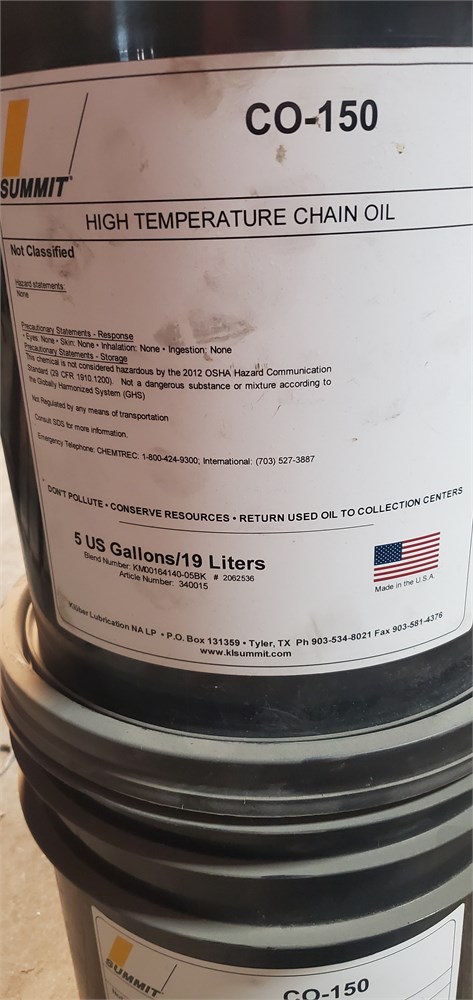 CO-150
SUMMIT
HIGH TEMPERATURE CHAIN OIL
Not Classified
Hazard statements:
None
Precautionary Statements - Response
• Eyes: None • Skin: None • Inhalation: None • Ingestion: None
Precautionary Statements - Storage
This chemical is not considered hazardous by the 2012 OSHA Hazard Communication
Standard (29 CFR 1910.1200). Not a dangerous substance or mixture according to
the Globally Harmonized System (GHS)
Not Regulated by any means of transportation
Consult SDS for more information.
Emergency Telephone: CHEMTREC: 1-800-424-9300; International: (703) 527-3887
DON'T POLLUTE • CONSERVE RESOURCES • RETURN USED OIL TO COLLECTION CENTERS
5 US Gallons/19 Liters
Blend Number: KM00164140-05BK # 2062536
Article Number: 340015
Made in the U.S.A.
Klüber Lubrication NA LP • P.O. Box 131359 • Tyler, TX Ph 903-534-8021 Fax 903-581-4376
www.klsummit.com
SUMMIT
CO-150